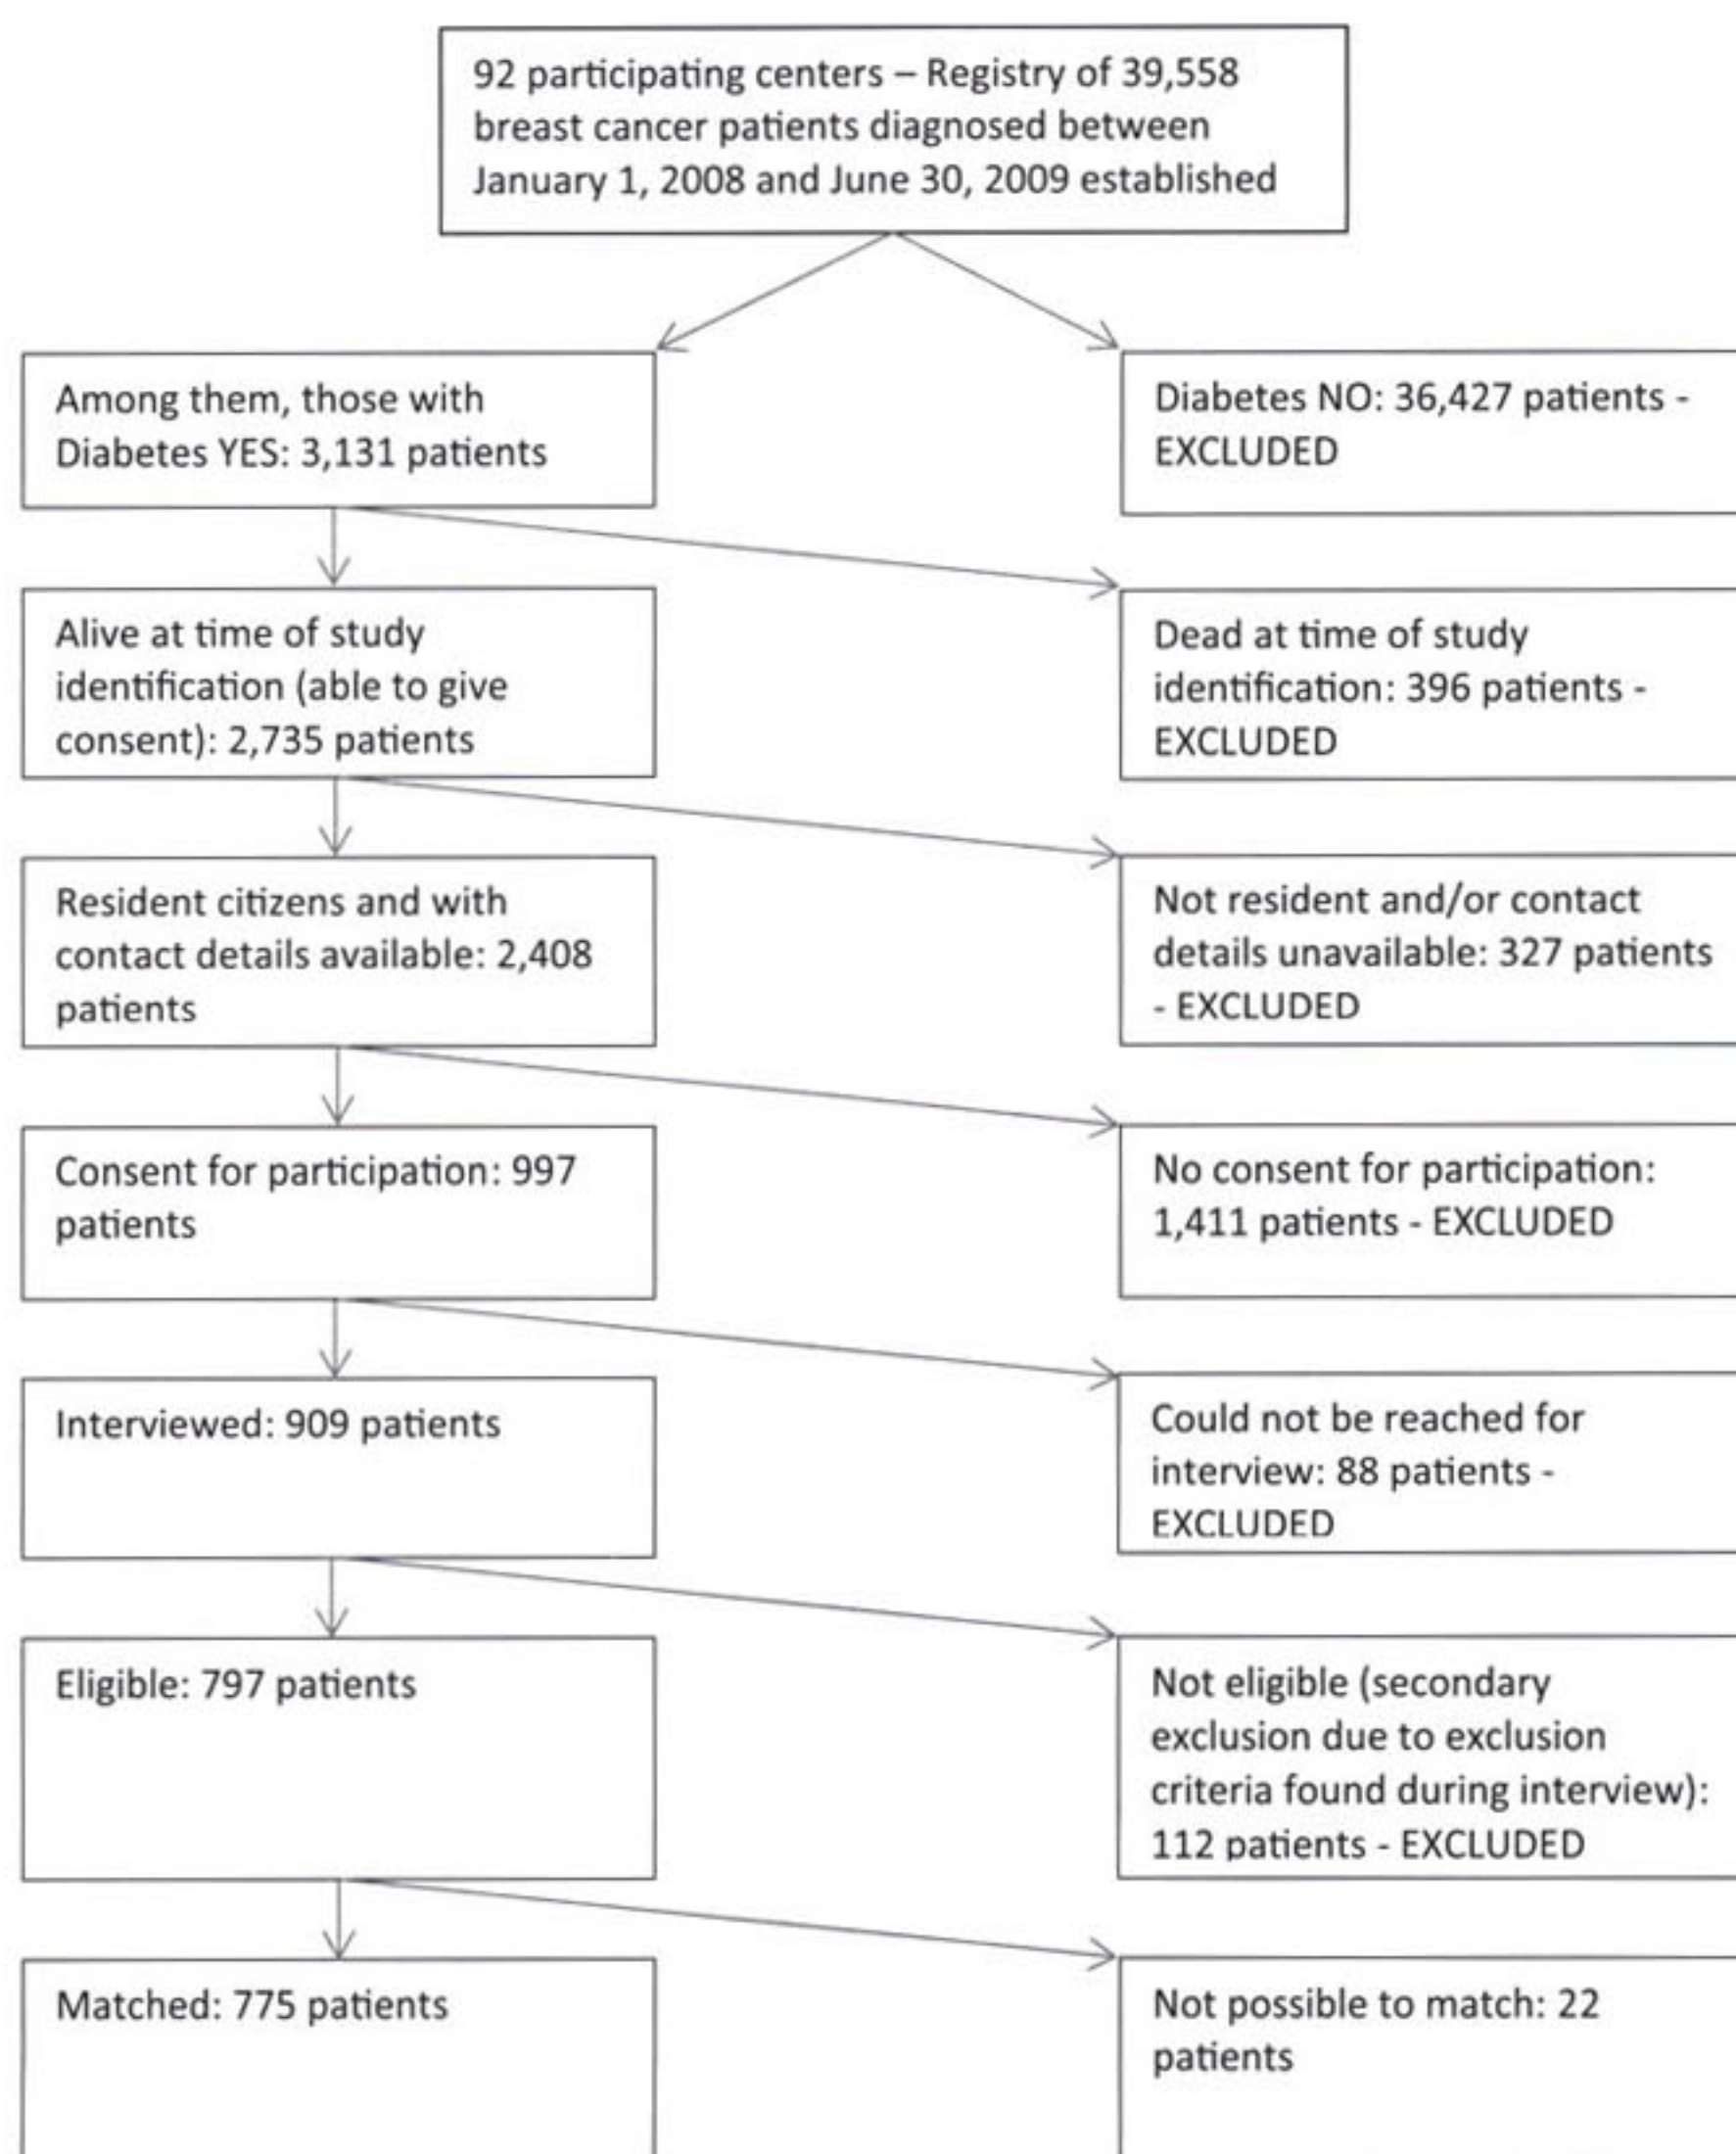 92 participating centers – Registry of 39,558
breast cancer patients diagnosed between
January 1, 2008 and June 30, 2009 established
Among them, those with
Diabetes YES: 3,131 patients
Diabetes NO: 36,427 patients -
EXCLUDED
Alive at time of study
identification (able to give
consent): 2,735 patients
Dead at time of study
identification: 396 patients -
EXCLUDED
Resident citizens and with
contact details available: 2,408
patients
Not resident and/or contact
details unavailable: 327 patients
- EXCLUDED
Consent for participation: 997
patients
No consent for participation:
1,411 patients - EXCLUDED
Interviewed: 909 patients
Could not be reached for
interview: 88 patients -
EXCLUDED
Eligible: 797 patients
Not eligible (secondary
exclusion due to exclusion
criteria found during interview):
112 patients - EXCLUDED
Matched: 775 patients
Not possible to match: 22
patients